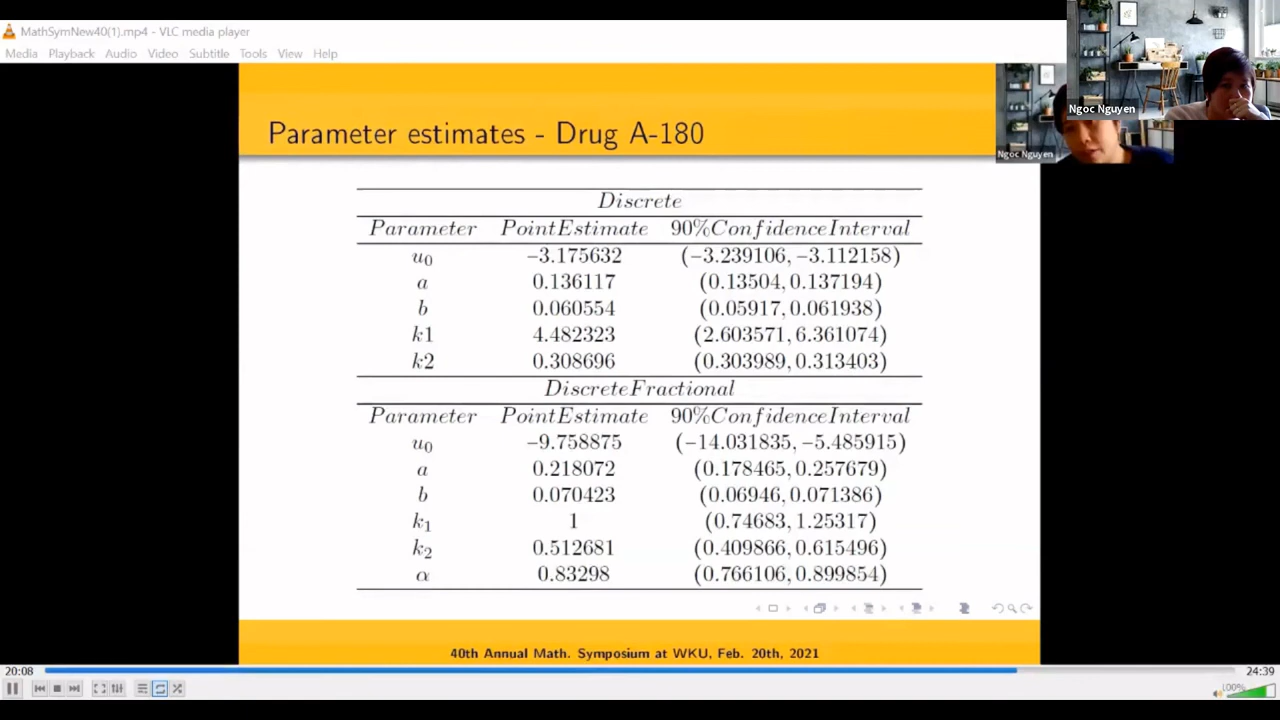 MathSymNew40(1).mp4 - VLC media player
Media Playback Audio Video Subtitle Tools View Help
Ngoc Nguyen
Ngoc Nguyen
Parameter estimates - Drug A-180
Discrete
Parameter PointEstimate 90%ConfidenceInterval
u₀ −3.175632 (−3.239106, −3.112158)
a 0.136117 (0.13504, 0.137194)
b 0.060554 (0.05917, 0.061938)
k1 4.482323 (2.603571, 6.361074)
k2 0.308696 (0.303989, 0.313403)
DiscreteFractional
Parameter PointEstimate 90%ConfidenceInterval
u₀ −9.758875 (−14.031835, −5.485915)
a 0.218072 (0.178465, 0.257679)
b 0.070423 (0.06946, 0.071386)
k₁ 1 (0.74683, 1.25317)
k₂ 0.512681 (0.409866, 0.615496)
α 0.83298 (0.766106, 0.899854)
40th Annual Math. Symposium at WKU, Feb. 20th, 2021
20:08 24:39
100%